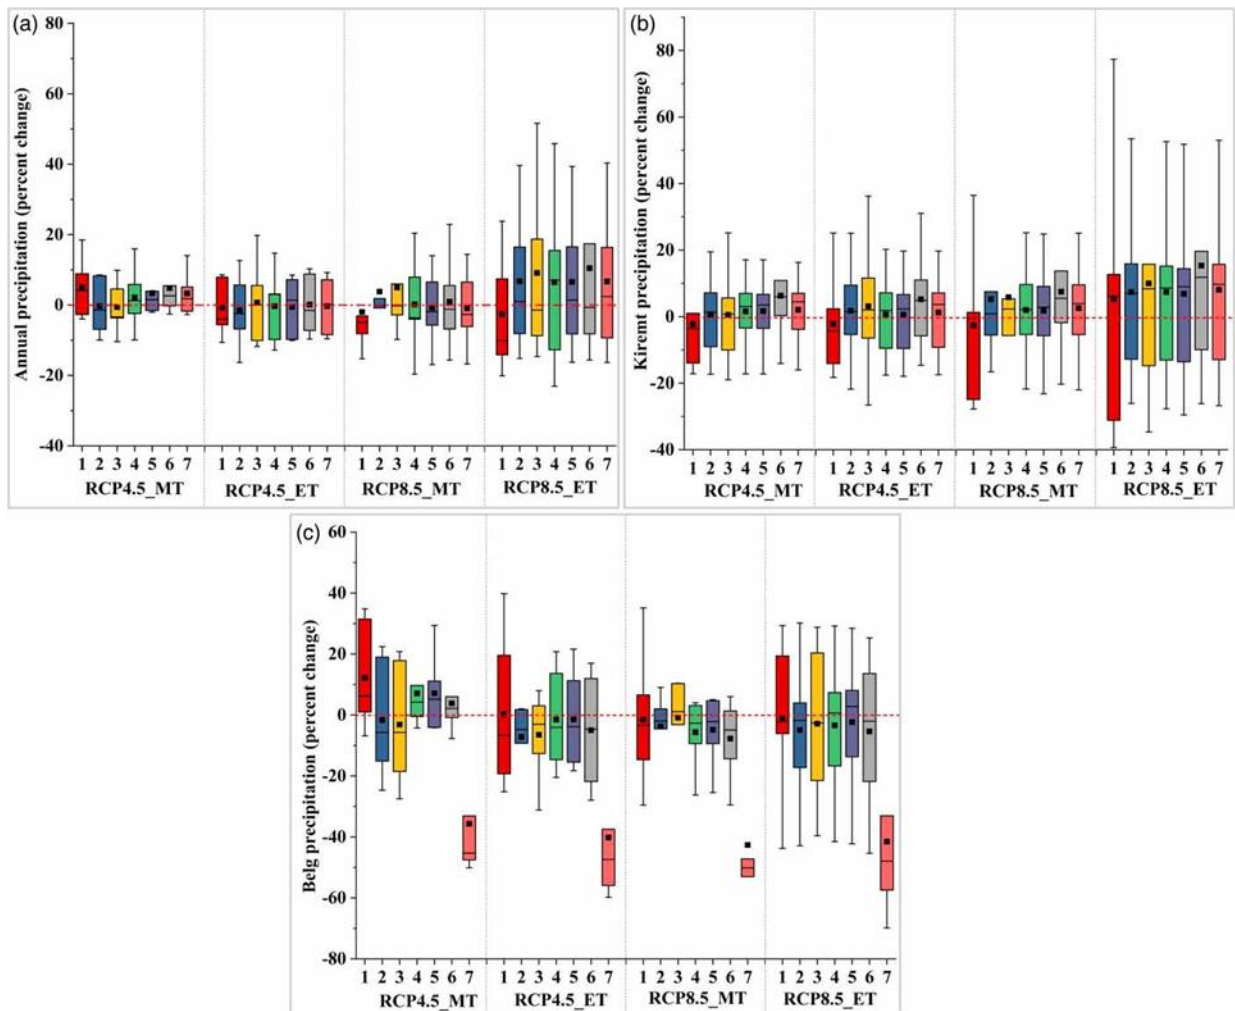 (a)
Annual precipitation (percent change)
80
60
40
20
0
-20
-40
1 2 3 4 5 6 7 1 2 3 4 5 6 7 1 2 3 4 5 6 7 1 2 3 4 5 6 7
RCP4.5_MT RCP4.5_ET RCP8.5_MT RCP8.5_ET
(b)
Kiremt precipitation (percent change)
80
60
40
20
0
-20
-40
1 2 3 4 5 6 7 1 2 3 4 5 6 7 1 2 3 4 5 6 7 1 2 3 4 5 6 7
RCP4.5_MT RCP4.5_ET RCP8.5_MT RCP8.5_ET
(c)
Belg precipitation (percent change)
60
40
20
0
-20
-40
-60
-80
1 2 3 4 5 6 7 1 2 3 4 5 6 7 1 2 3 4 5 6 7 1 2 3 4 5 6 7
RCP4.5_MT RCP4.5_ET RCP8.5_MT RCP8.5_ET